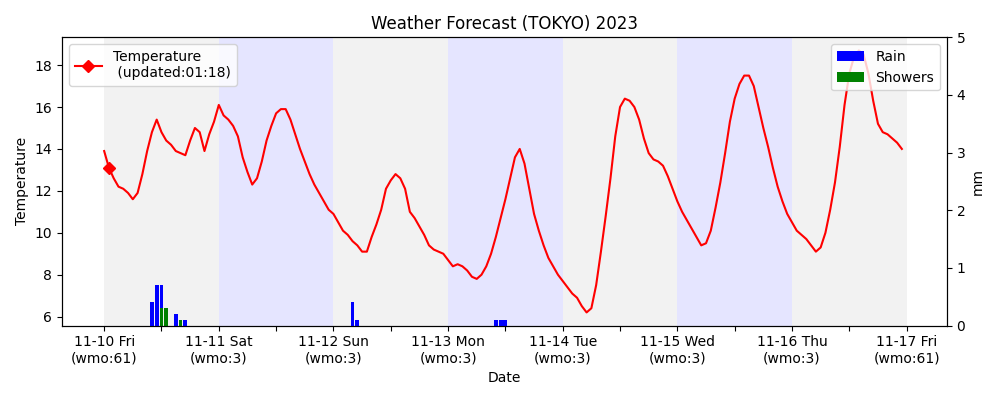 Weather Forecast (TOKYO) 2023
Temperature
(updated:01:18)
Rain
Showers
Temperature
18
16
14
12
10
8
6
5
4
3
2
1
0
mm
11-10 Fri
(wmo:61)
11-11 Sat
(wmo:3)
11-12 Sun
(wmo:3)
11-13 Mon
(wmo:3)
11-14 Tue
(wmo:3)
11-15 Wed
(wmo:3)
11-16 Thu
(wmo:3)
11-17 Fri
(wmo:61)
Date